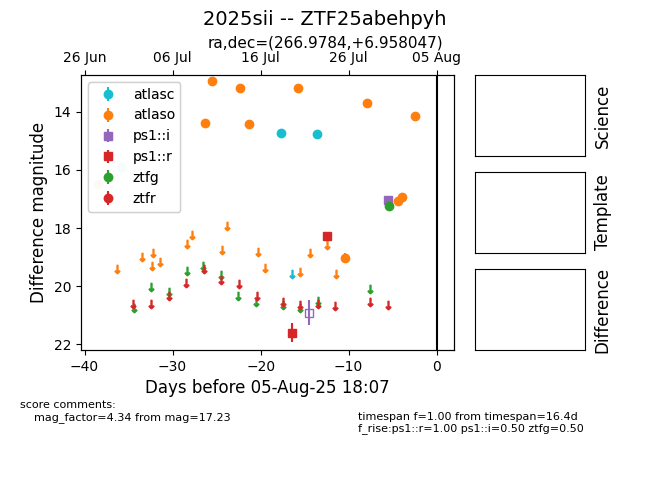 2025sii -- ZTF25abehpyh
ra,dec=(266.9784,+6.958047)
26 Jun 06 Jul 16 Jul 26 Jul 05 Aug
atlasc
atlaso
ps1::i
ps1::r
ztfg
ztfr
14
16
18
20
22
Difference magnitude
−40 −30 −20 −10 0
Days before 05-Aug-25 18:07
Science
Template
Difference
score comments:
mag_factor=4.34 from mag=17.23
timespan f=1.00 from timespan=16.4d
f_rise:ps1::r=1.00 ps1::i=0.50 ztfg=0.50